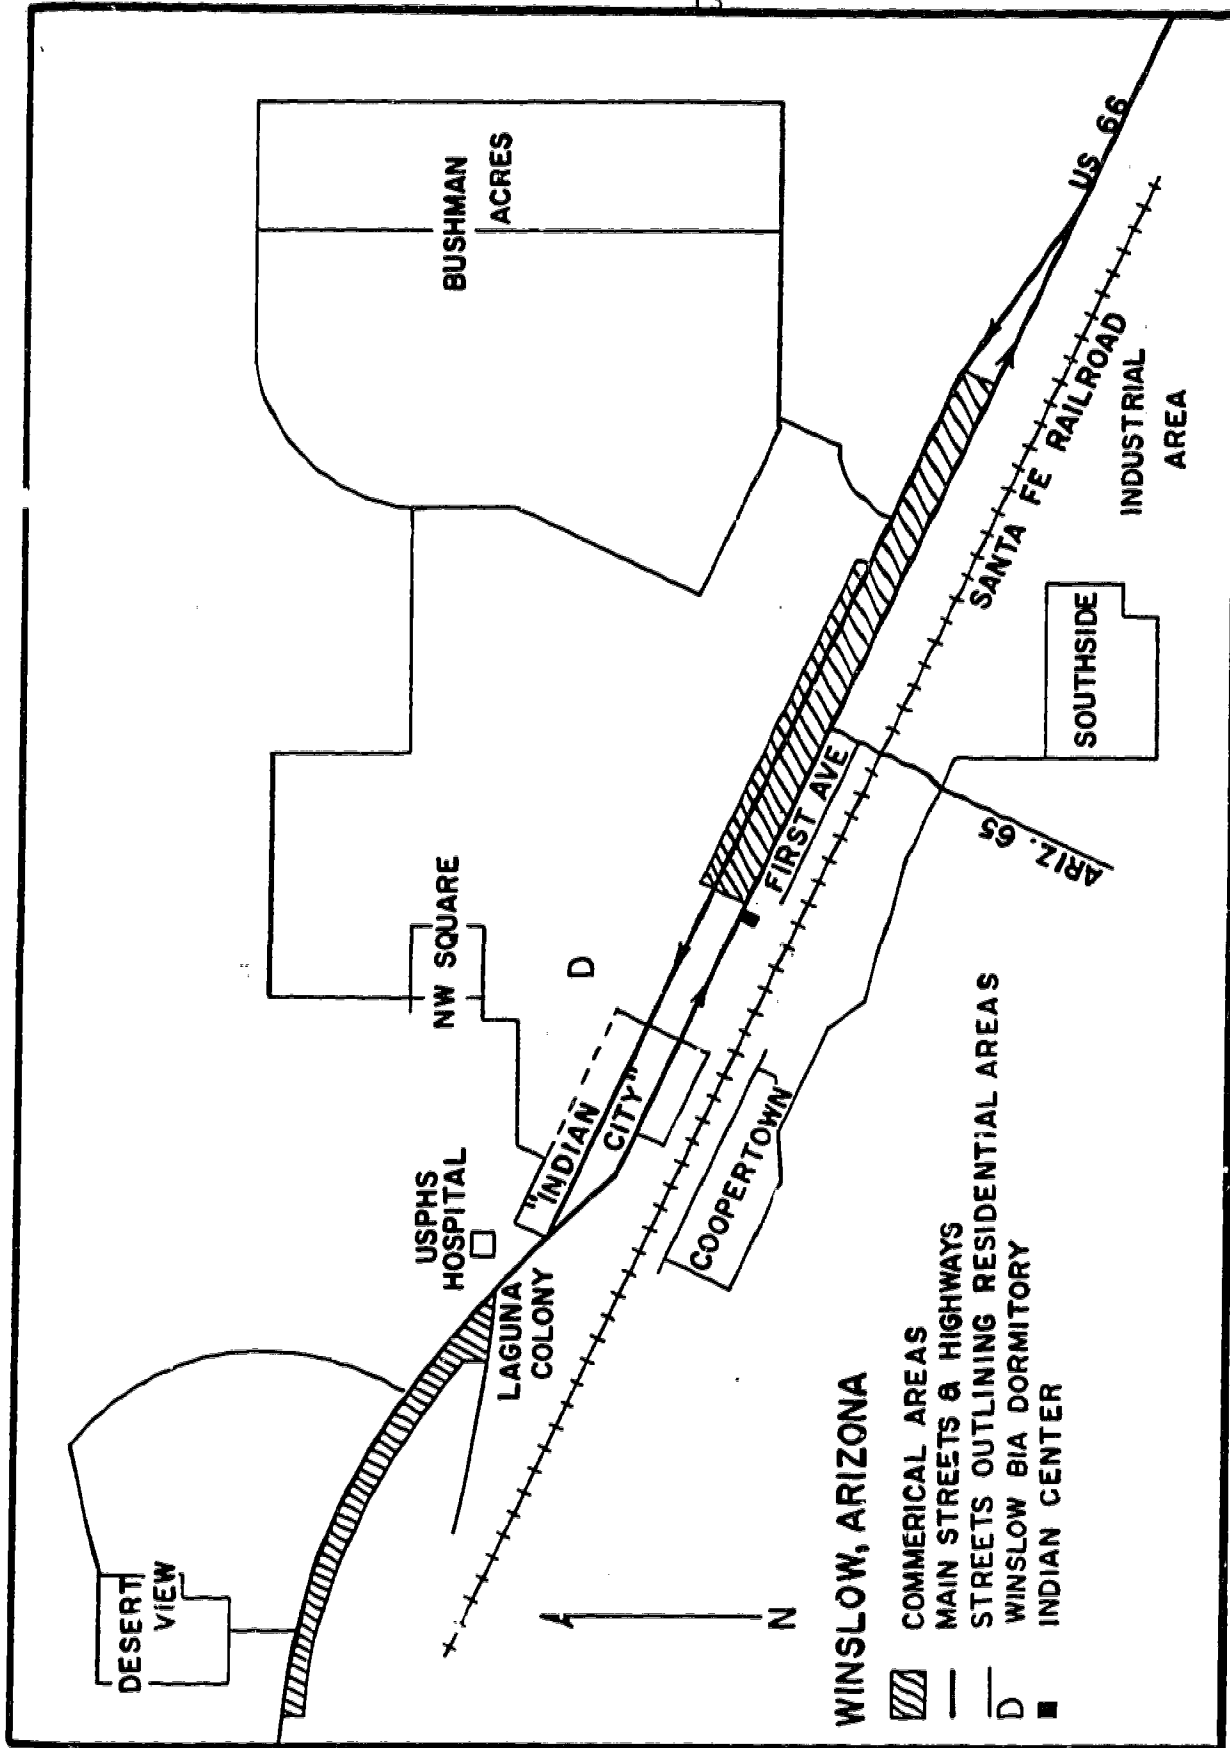 DESERT
VIEW
USPHS
HOSPITAL
LAGUNA
COLONY
NW SQUARE
BUSHMAN
ACRES
"INDIAN
CITY"
D
COOPERTOWN
FIRST AVE
ARIZ. 65
SANTA FE RAILROAD
SOUTHSIDE
INDUSTRIAL
AREA
US 66
N
WINSLOW, ARIZONA
COMMERICAL AREAS
MAIN STREETS & HIGHWAYS
STREETS OUTLINING RESIDENTIAL AREAS
D WINSLOW BIA DORMITORY
INDIAN CENTER